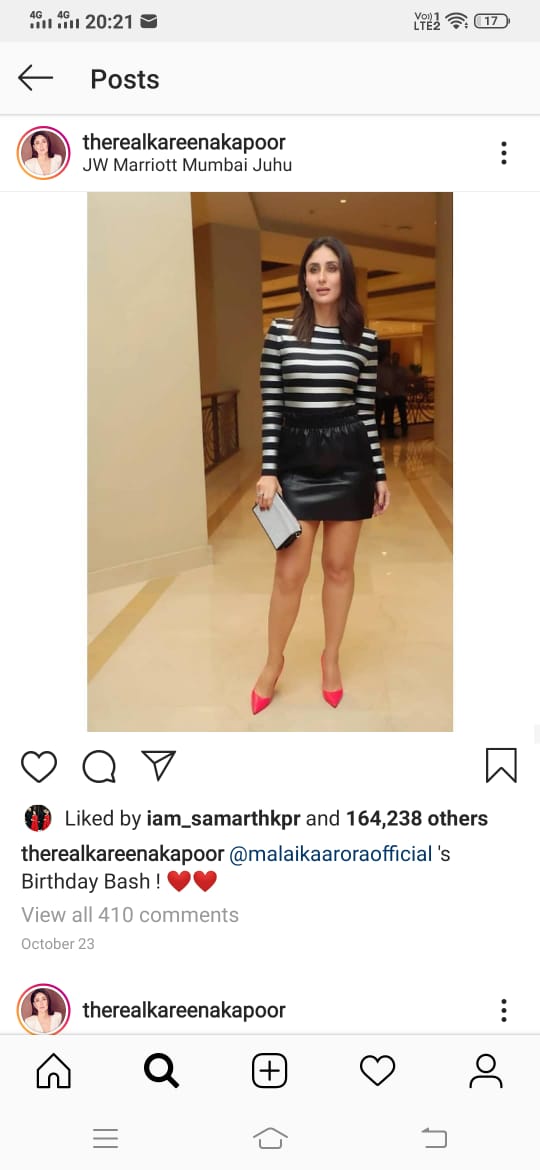 4G 4G 20:21 Vo)) 1 LTE2 17
Posts
therealkareenakapoor
JW Marriott Mumbai Juhu
Liked by iam_samarthkpr and 164,238 others
therealkareenakapoor @malaikaaroraofficial 's
Birthday Bash ! ❤️❤️
View all 410 comments
October 23
therealkareenakapoor